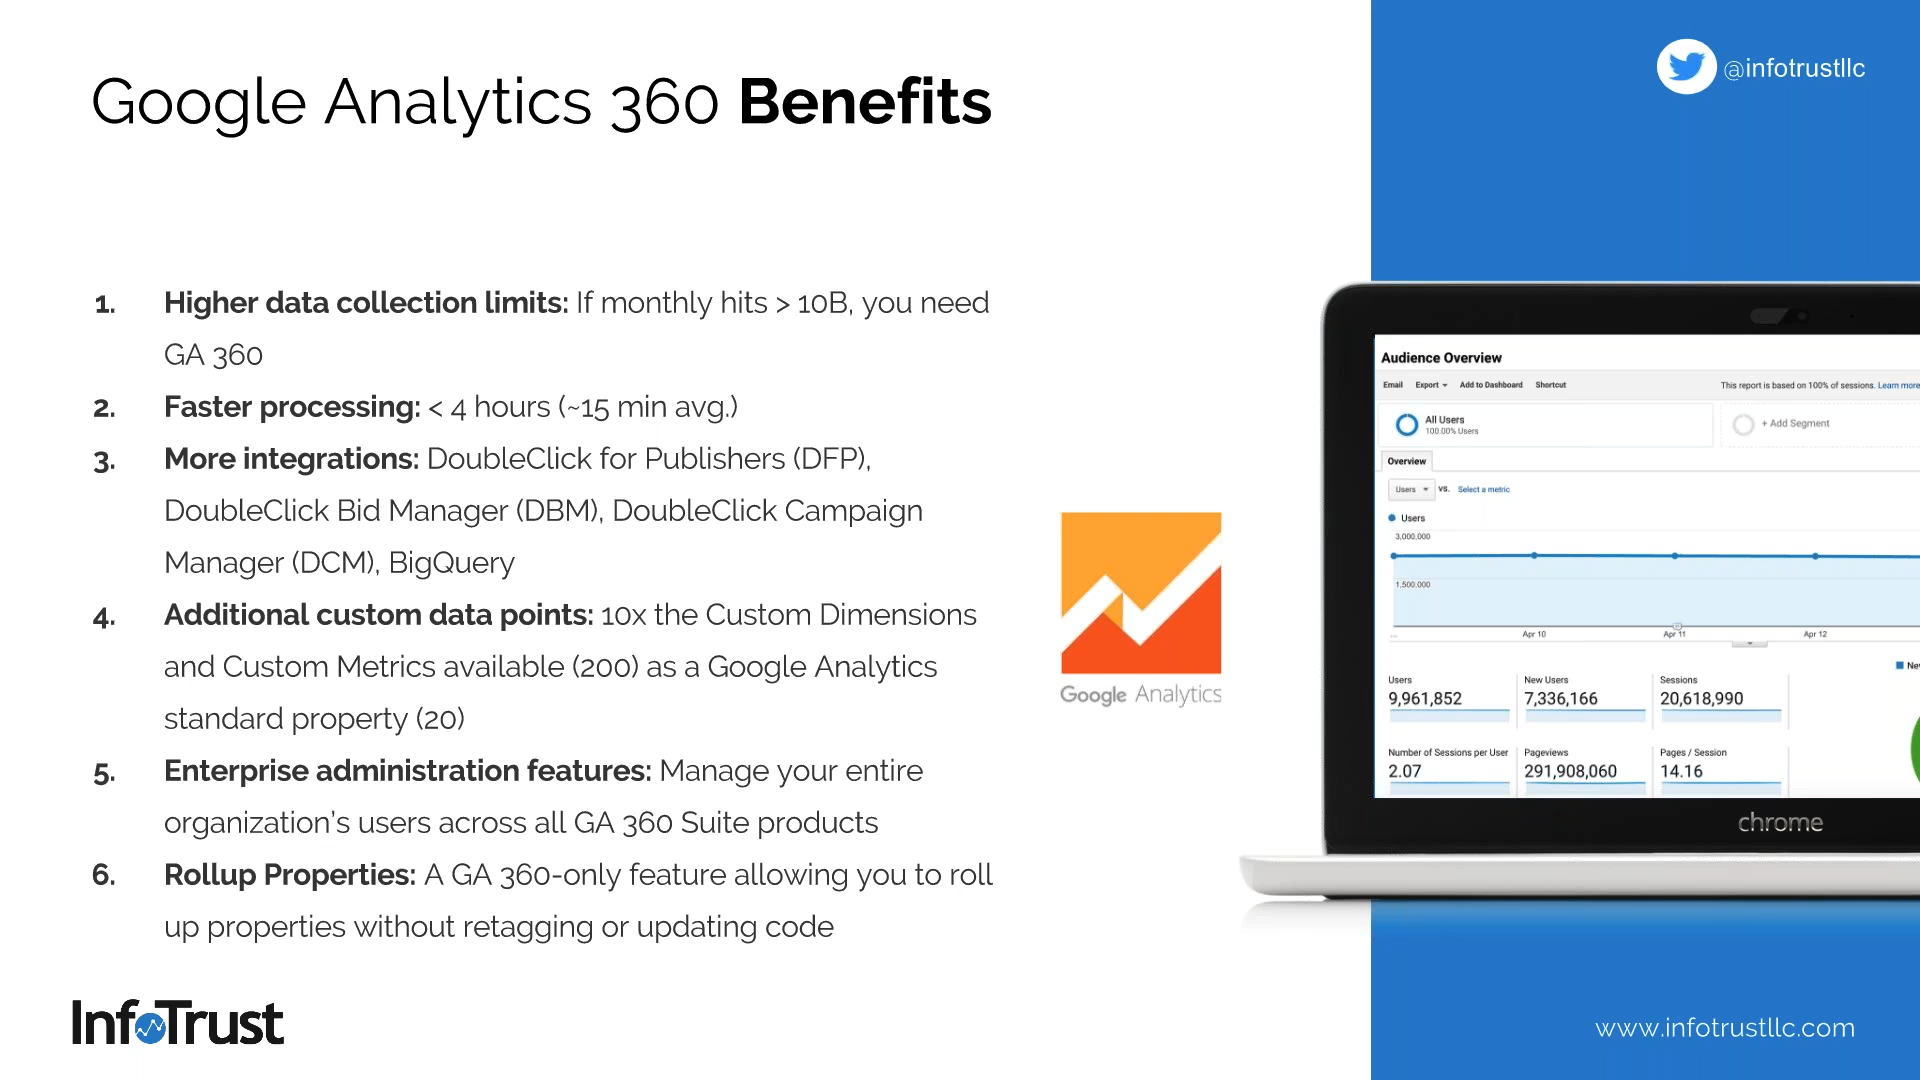 Google Analytics 360 Benefits
@infotrustllc
1. Higher data collection limits: If monthly hits > 10B, you need
GA 360
2. Faster processing: < 4 hours (~15 min avg.)
3. More integrations: DoubleClick for Publishers (DFP),
DoubleClick Bid Manager (DBM), DoubleClick Campaign
Manager (DCM), BigQuery
4. Additional custom data points: 10x the Custom Dimensions
and Custom Metrics available (200) as a Google Analytics
standard property (20)
5. Enterprise administration features: Manage your entire
organization's users across all GA 360 Suite products
6. Rollup Properties: A GA 360-only feature allowing you to roll
up properties without retagging or updating code
Google Analytics
Audience Overview
Email Export Add to Dashboard Shortcut This report is based on 100% of sessions. Learn more
All Users
100.00% Users
+ Add Segment
Overview
Users vs. Select a metric
Users
3,000,000
1,500,000
... Apr 10 Apr 11 Apr 12
Users New Users Sessions
9,961,852 7,336,166 20,618,990
Number of Sessions per User Pageviews Pages / Session
2.07 291,908,060 14.16
chrome
InfoTrust
www.infotrustllc.com